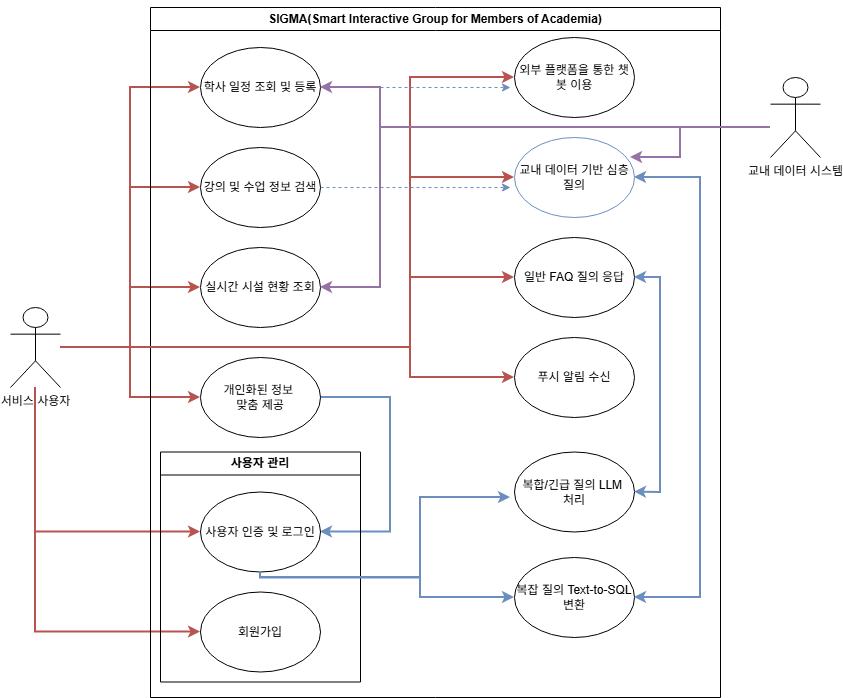 SIGMA(Smart Interactive Group for Members of Academia)
학사 일정 조회 및 등록
외부 플랫폼을 통한 챗
봇 이용
강의 및 수업 정보 검색
교내 데이터 기반 심층
질의
교내 데이터 시스템
실시간 시설 현황 조회
일반 FAQ 질의 응답
서비스 사용자
개인화된 정보
맞춤 제공
푸시 알림 수신
사용자 관리
사용자 인증 및 로그인
복합/긴급 질의 LLM
처리
회원가입
복잡 질의 Text-to-SQL
변환